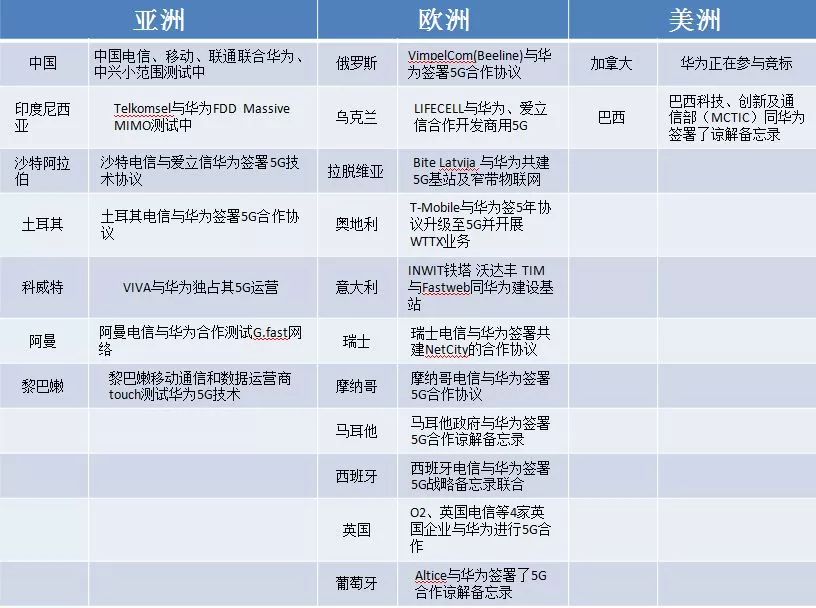 亚洲
欧洲
美洲
中国
中国电信、移动、联通联合华为、
中兴小范围测试中
俄罗斯
VimpelCom(Beeline)与华
为签署5G合作协议
加拿大
华为正在参与竞标
印度尼西
亚
Telkomsel与华为FDD Massive
MIMO测试中
乌克兰
LIFECELL与华为、爱立
信合作开发商用5G
巴西
巴西科技、创新及通
信部（MCTIC）同华为
签署了谅解备忘录
沙特阿拉
伯
沙特电信与爱立信华为签署5G技
术协议
拉脱维亚
Bite Latvija 与华为共建
5G基站及窄带物联网
土耳其
土耳其电信与华为签署5G合作协
议
奥地利
T-Mobile与华为签5年协
议升级至5G并开展
WTTX业务
科威特
VIVA与华为独占其5G运营
意大利
INWIT铁塔 沃达丰 TIM
与Fastweb同华为建设基
站
阿曼
阿曼电信与华为合作测试G.fast网
络
瑞士
瑞士电信与华为签署共
建NetCity的合作协议
黎巴嫩
黎巴嫩移动通信和数据运营商
touch测试华为5G技术
摩纳哥
摩纳哥电信与华为签署
5G合作协议
马耳他
马耳他政府与华为签署
5G合作谅解备忘录
西班牙
西班牙电信与华为签署
5G战略备忘录联合
英国
O2、英国电信等4家英
国企业与华为进行5G合
作
葡萄牙
Altice与华为签署了5G
合作谅解备忘录